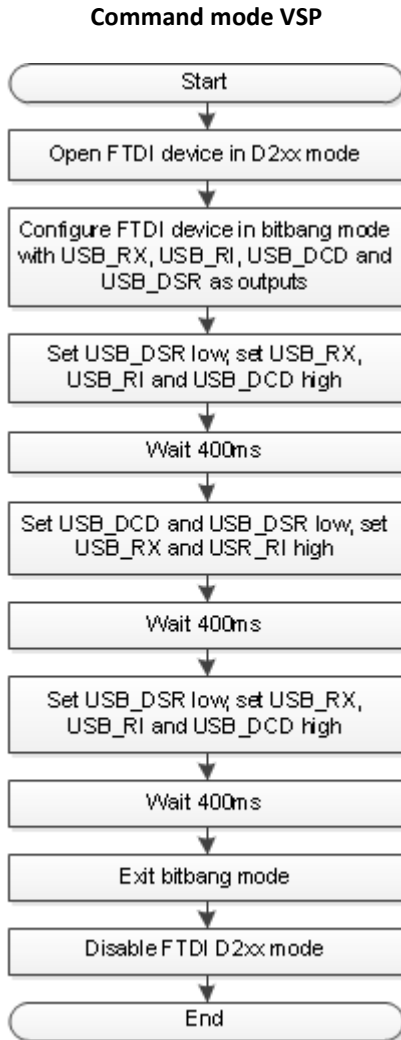 Command mode VSP
Start
Open FTDI device in D2xx mode
Configure FTDI device in bitbang mode
with USB_RX, USB_RI, USB_DCD and
USB_DSR as outputs
Set USB_DSR low, set USB_RX,
USB_RI and USB_DCD high
Wait 400ms
Set USB_DCD and USB_DSR low, set
USB_RX and USR_RI high
Wait 400ms
Set USB_DSR low, set USB_RX,
USB_RI and USB_DCD high
Wait 400ms
Exit bitbang mode
Disable FTDI D2xx mode
End